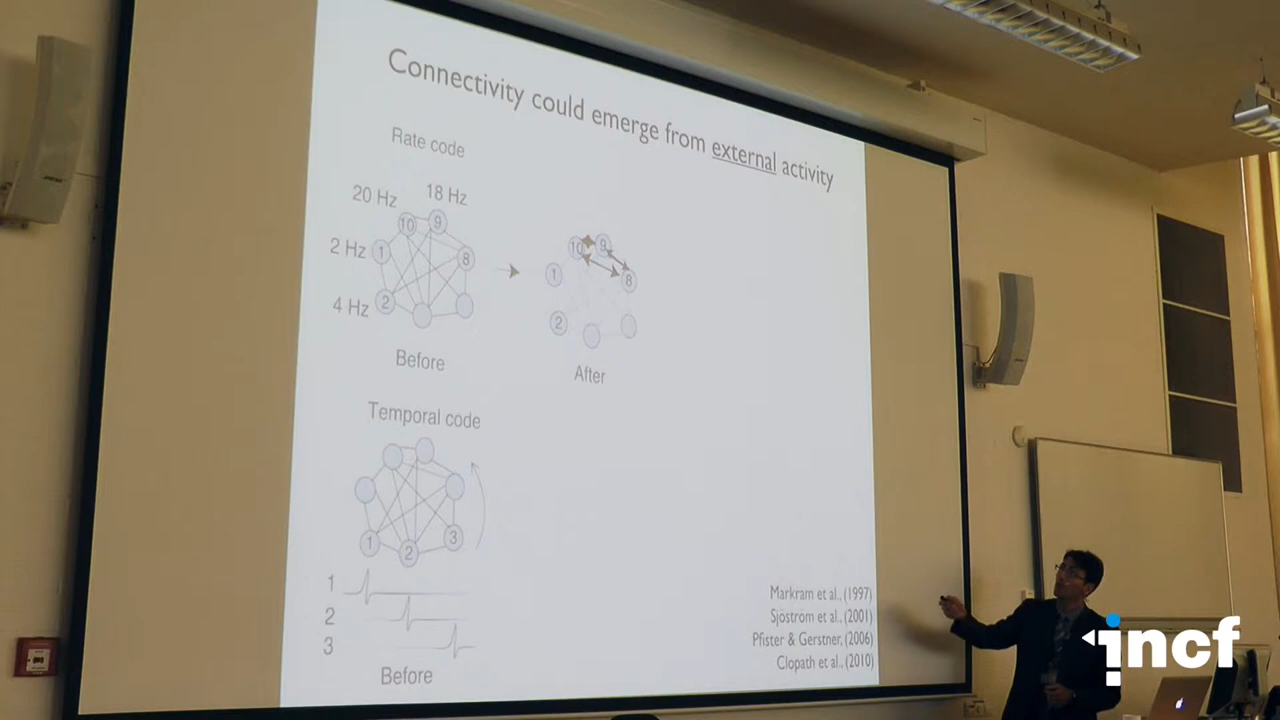 Connectivity could emerge from external activity
Rate code
20 Hz
18 Hz
10
9
2 Hz
1
8
4 Hz
2
Before
10
9
1
8
2
After
Temporal code
1
2
3
1
2
3
Before
Markram et al., (1997)
Sjöström et al., (2001)
Pfister & Gerstner, (2006)
Clopath et al., (2010)
incf